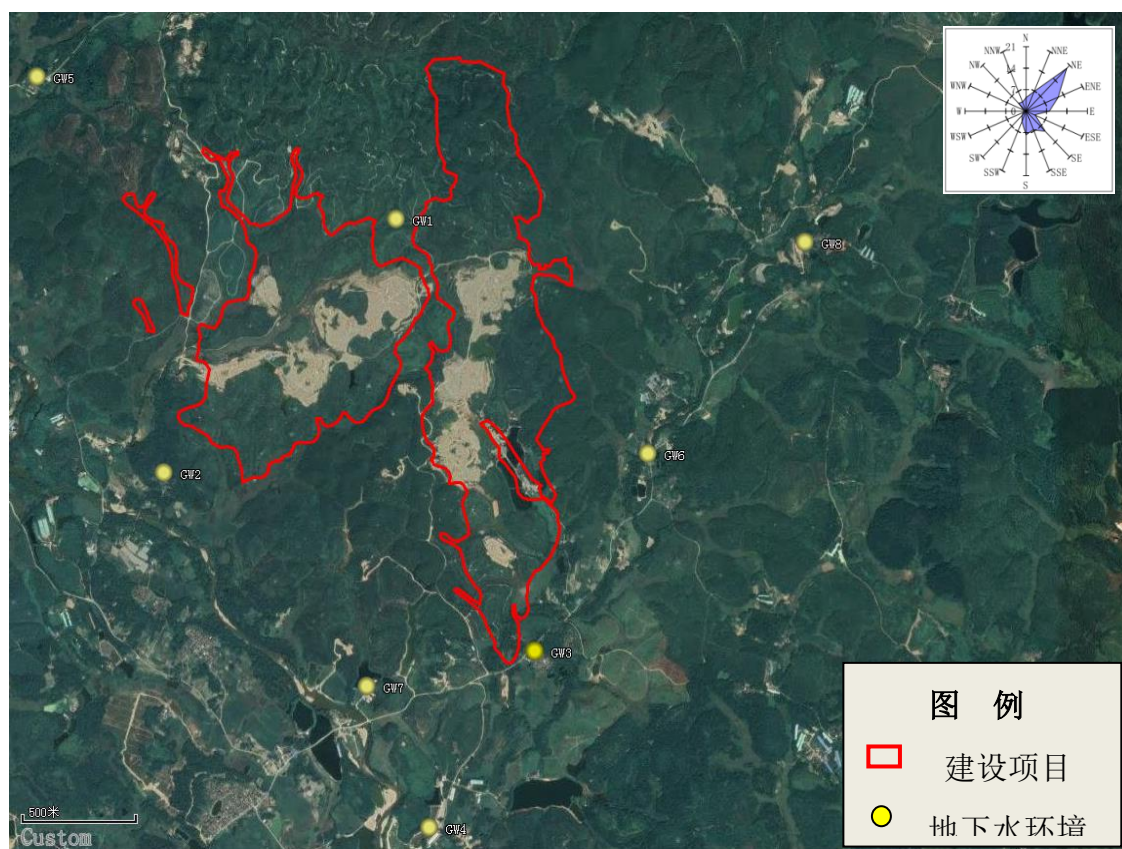 GW5
GW1
GW8
GW2
GW6
GW3
GW7
GW4
N
NNE
NE
ENE
E
ESE
SE
SSE
S
SSW
SW
WSW
W
WNW
NW
NNW
21
14
7
0
图 例
建设项目
地下水环境
500米
Custom